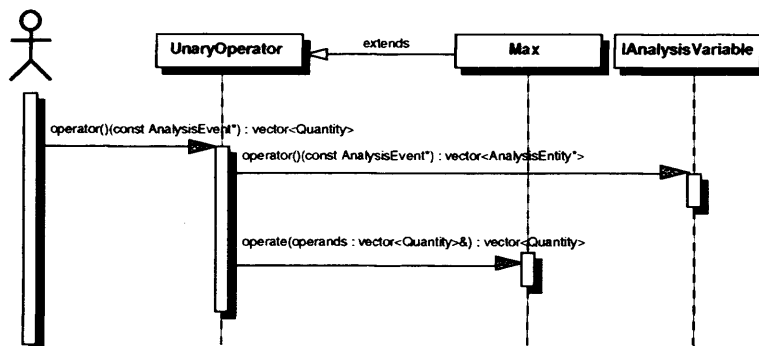 UnaryOperator
extends
Max
IAnalysisVariable
operator()(const AnalysisEvent*) : vector<Quantity>
operator()(const AnalysisEvent*) : vector<AnalysisEntity*>
operate(operands : vector<Quantity>&) : vector<Quantity>